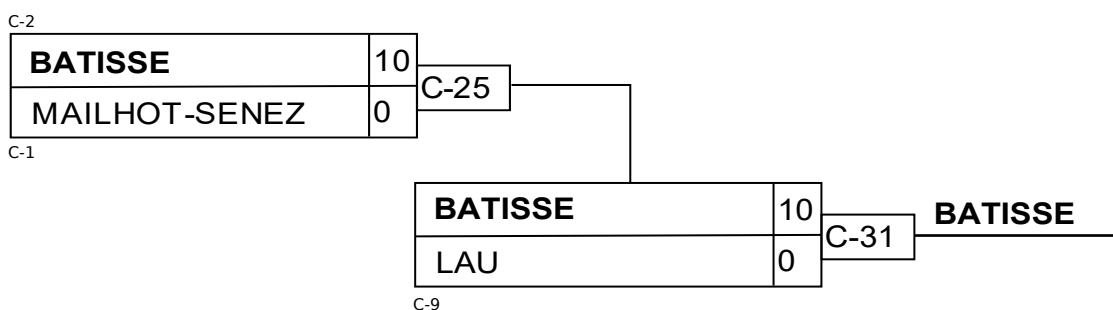 C-2
BATISSE 10
C-25
MAILHOT-SENEZ 0
C-1
BATISSE 10
C-31
BATISSE
LAU 0
C-9